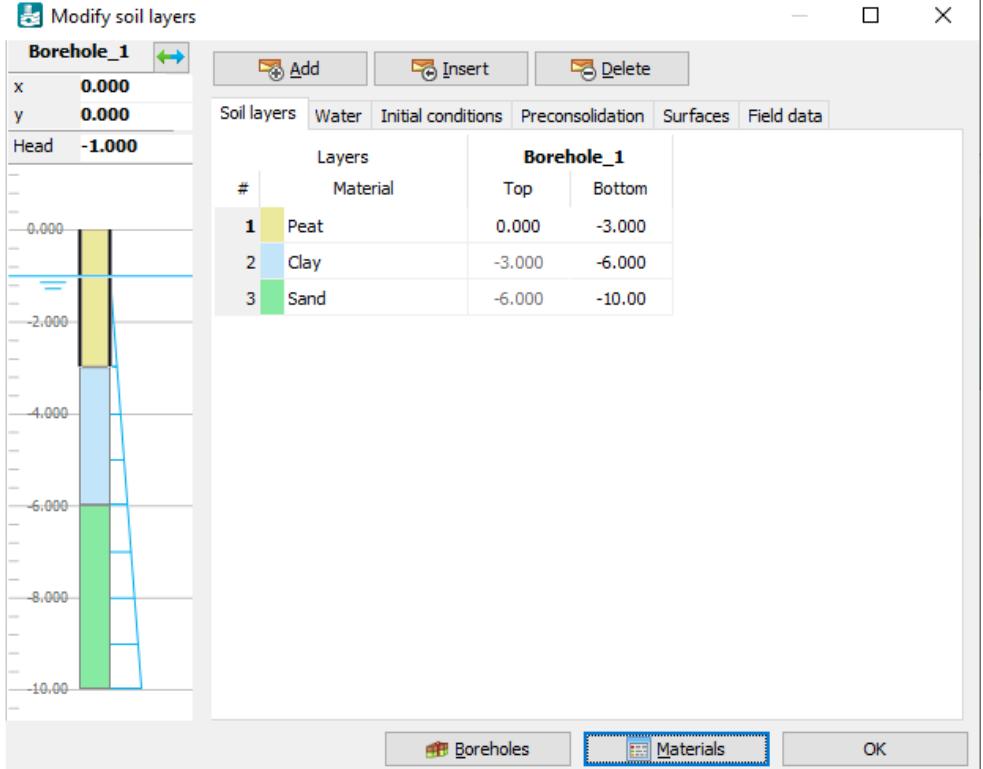 Modify soil layers
Borehole_1
x 0.000
y 0.000
Head -1.000
0.000
-2.000
-4.000
-6.000
-8.000
-10.00
Add Insert Delete
Soil layers Water Initial conditions Preconsolidation Surfaces Field data
Layers Borehole_1
# Material Top Bottom
1 Peat 0.000 -3.000
2 Clay -3.000 -6.000
3 Sand -6.000 -10.00
Boreholes Materials OK